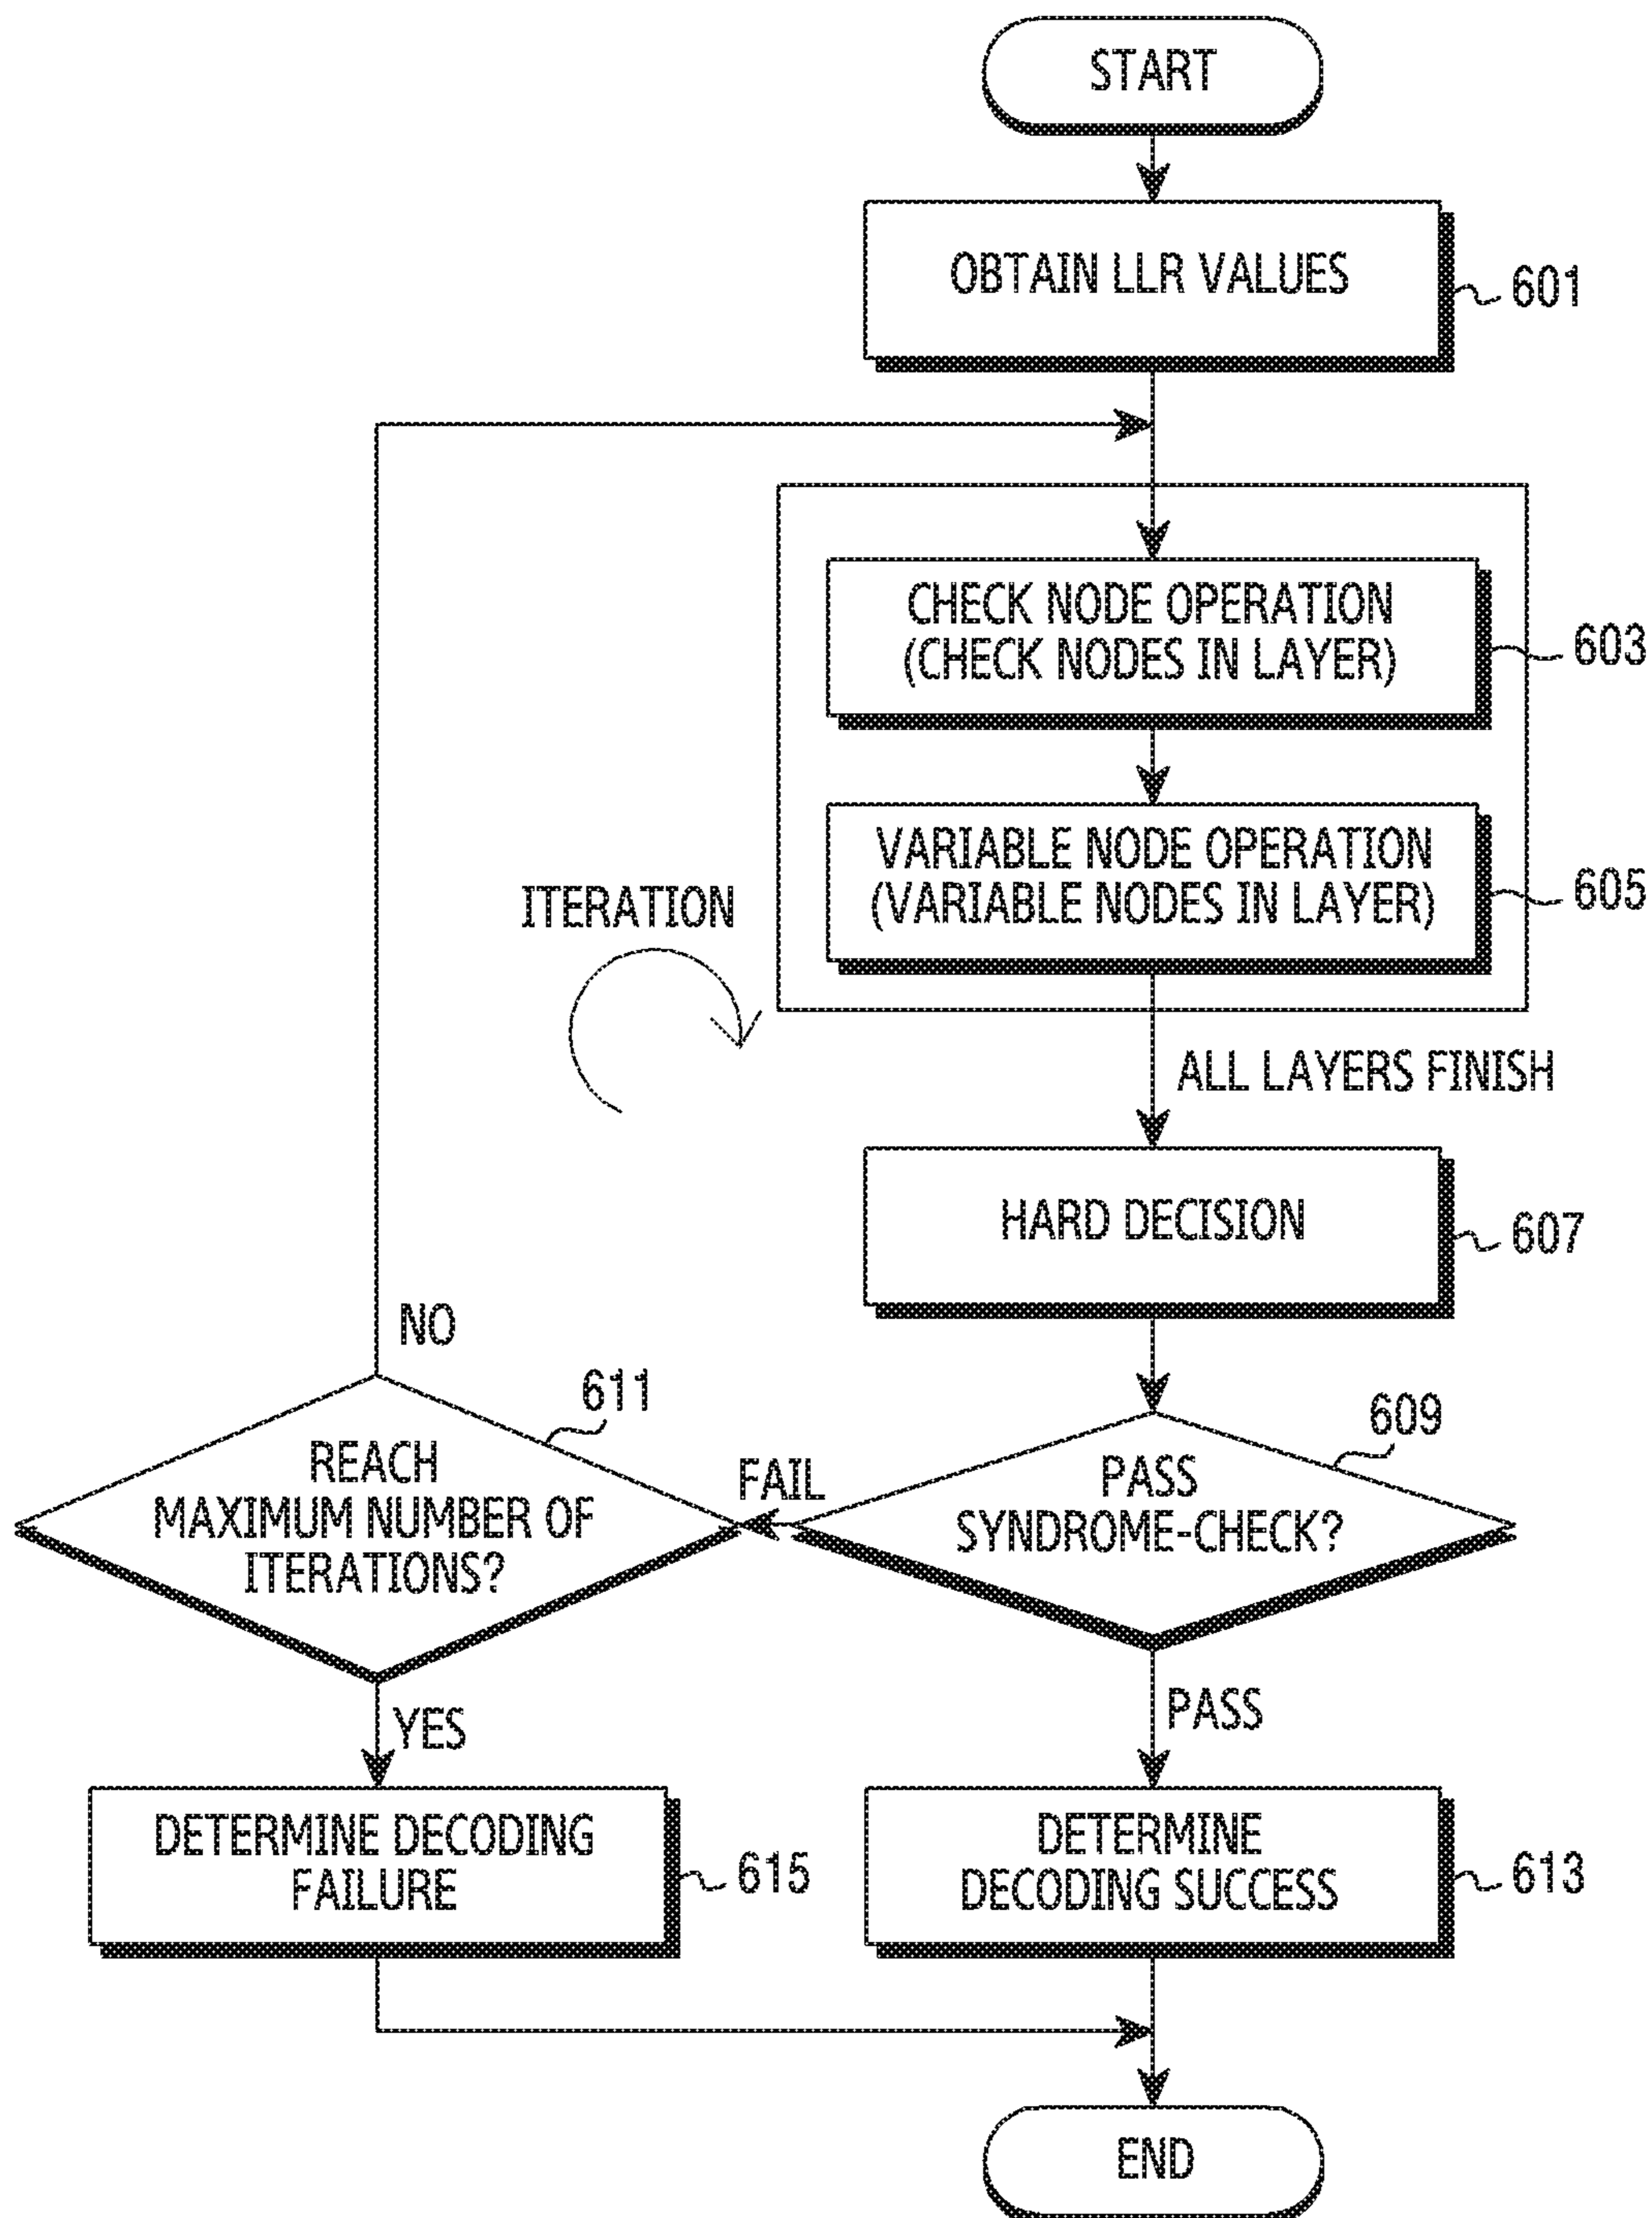 START
OBTAIN LLR VALUES
601
CHECK NODE OPERATION
(CHECK NODES IN LAYER)
603
VARIABLE NODE OPERATION
(VARIABLE NODES IN LAYER)
605
ITERATION
ALL LAYERS FINISH
HARD DECISION
607
NO
611
609
REACH
MAXIMUM NUMBER OF
ITERATIONS?
FAIL
PASS
SYNDROME-CHECK?
YES
PASS
DETERMINE DECODING
FAILURE
615
DETERMINE
DECODING SUCCESS
613
END